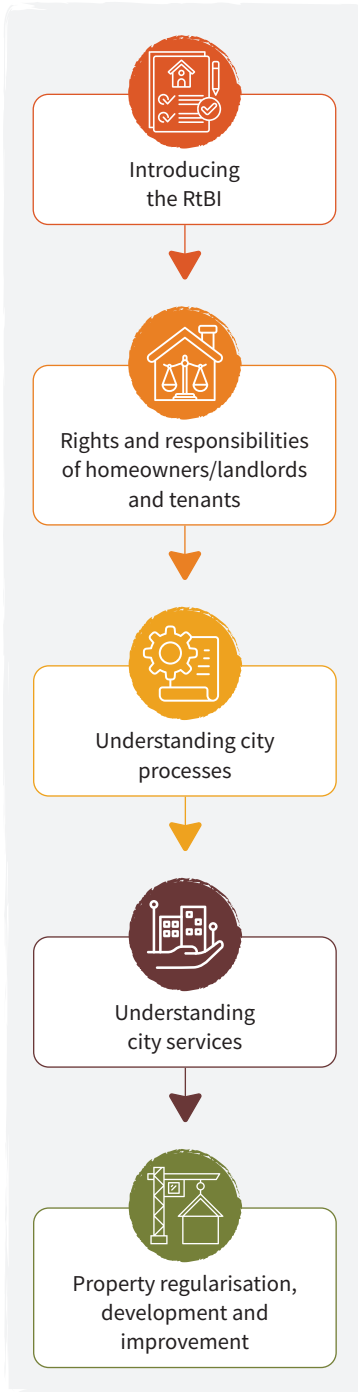 Introducing
the RtBI
Rights and responsibilities
of homeowners/landlords
and tenants
Understanding city
processes
Understanding
city services
Property regularisation,
development and
improvement